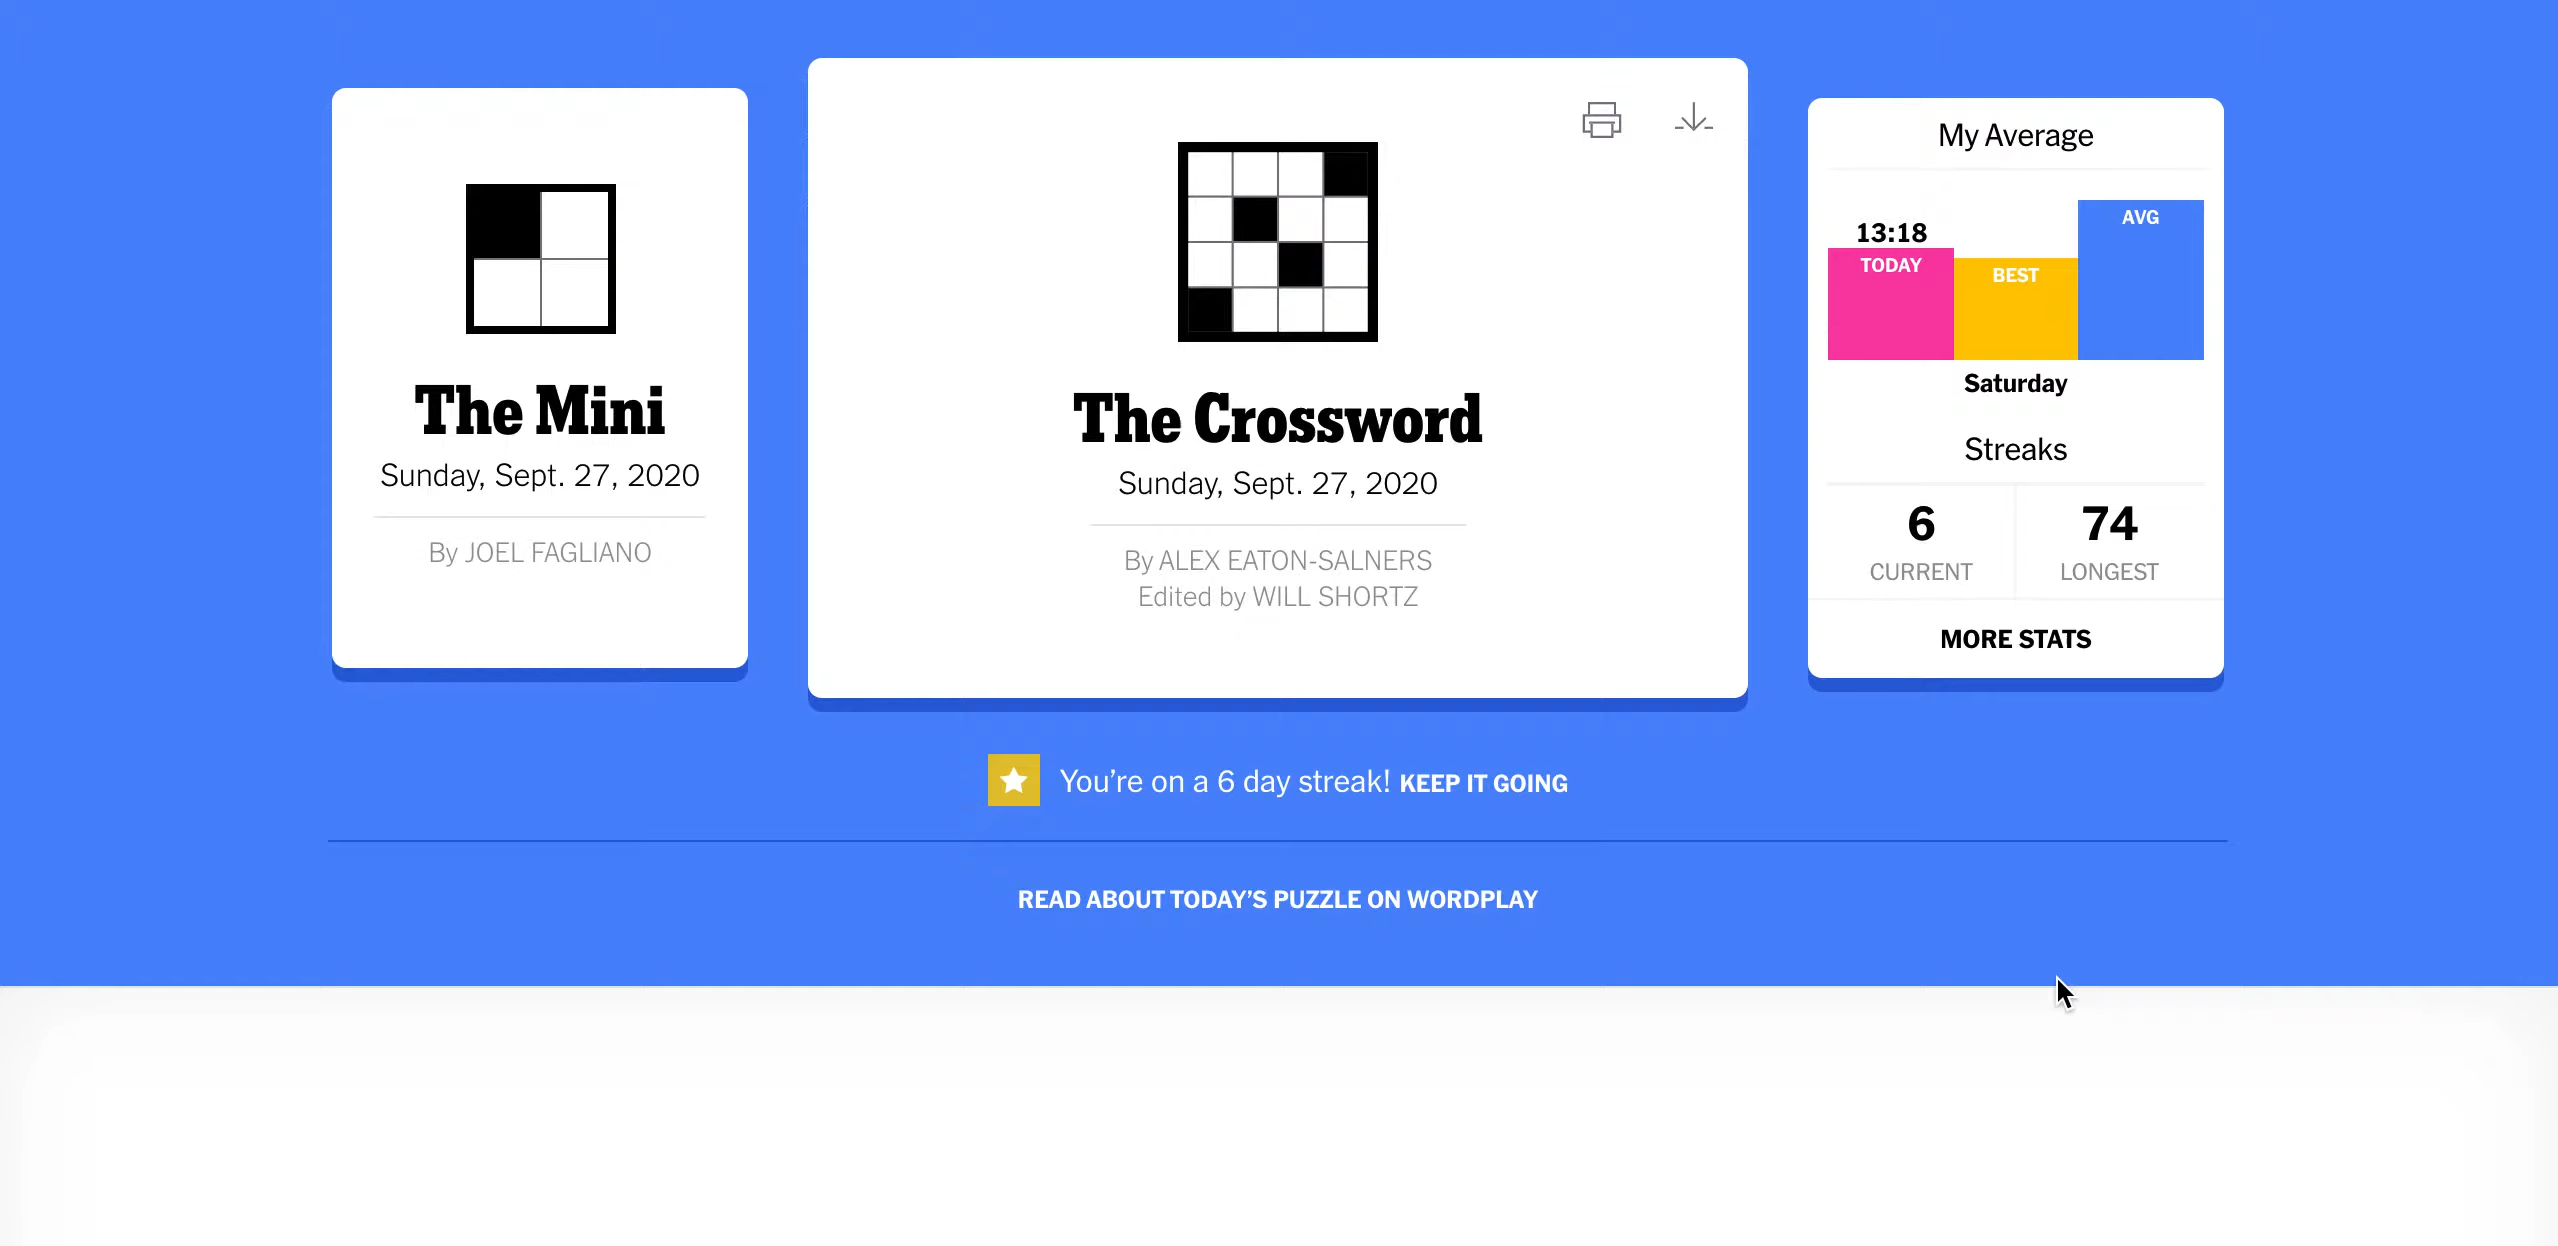 The Mini
Sunday, Sept. 27, 2020
By JOEL FAGLIANO
The Crossword
Sunday, Sept. 27, 2020
By ALEX EATON-SALNERS
Edited by WILL SHORTZ
My Average
13:18
TODAY
BEST
AVG
Saturday
Streaks
6
CURRENT
74
LONGEST
MORE STATS
You’re on a 6 day streak! KEEP IT GOING
READ ABOUT TODAY’S PUZZLE ON WORDPLAY